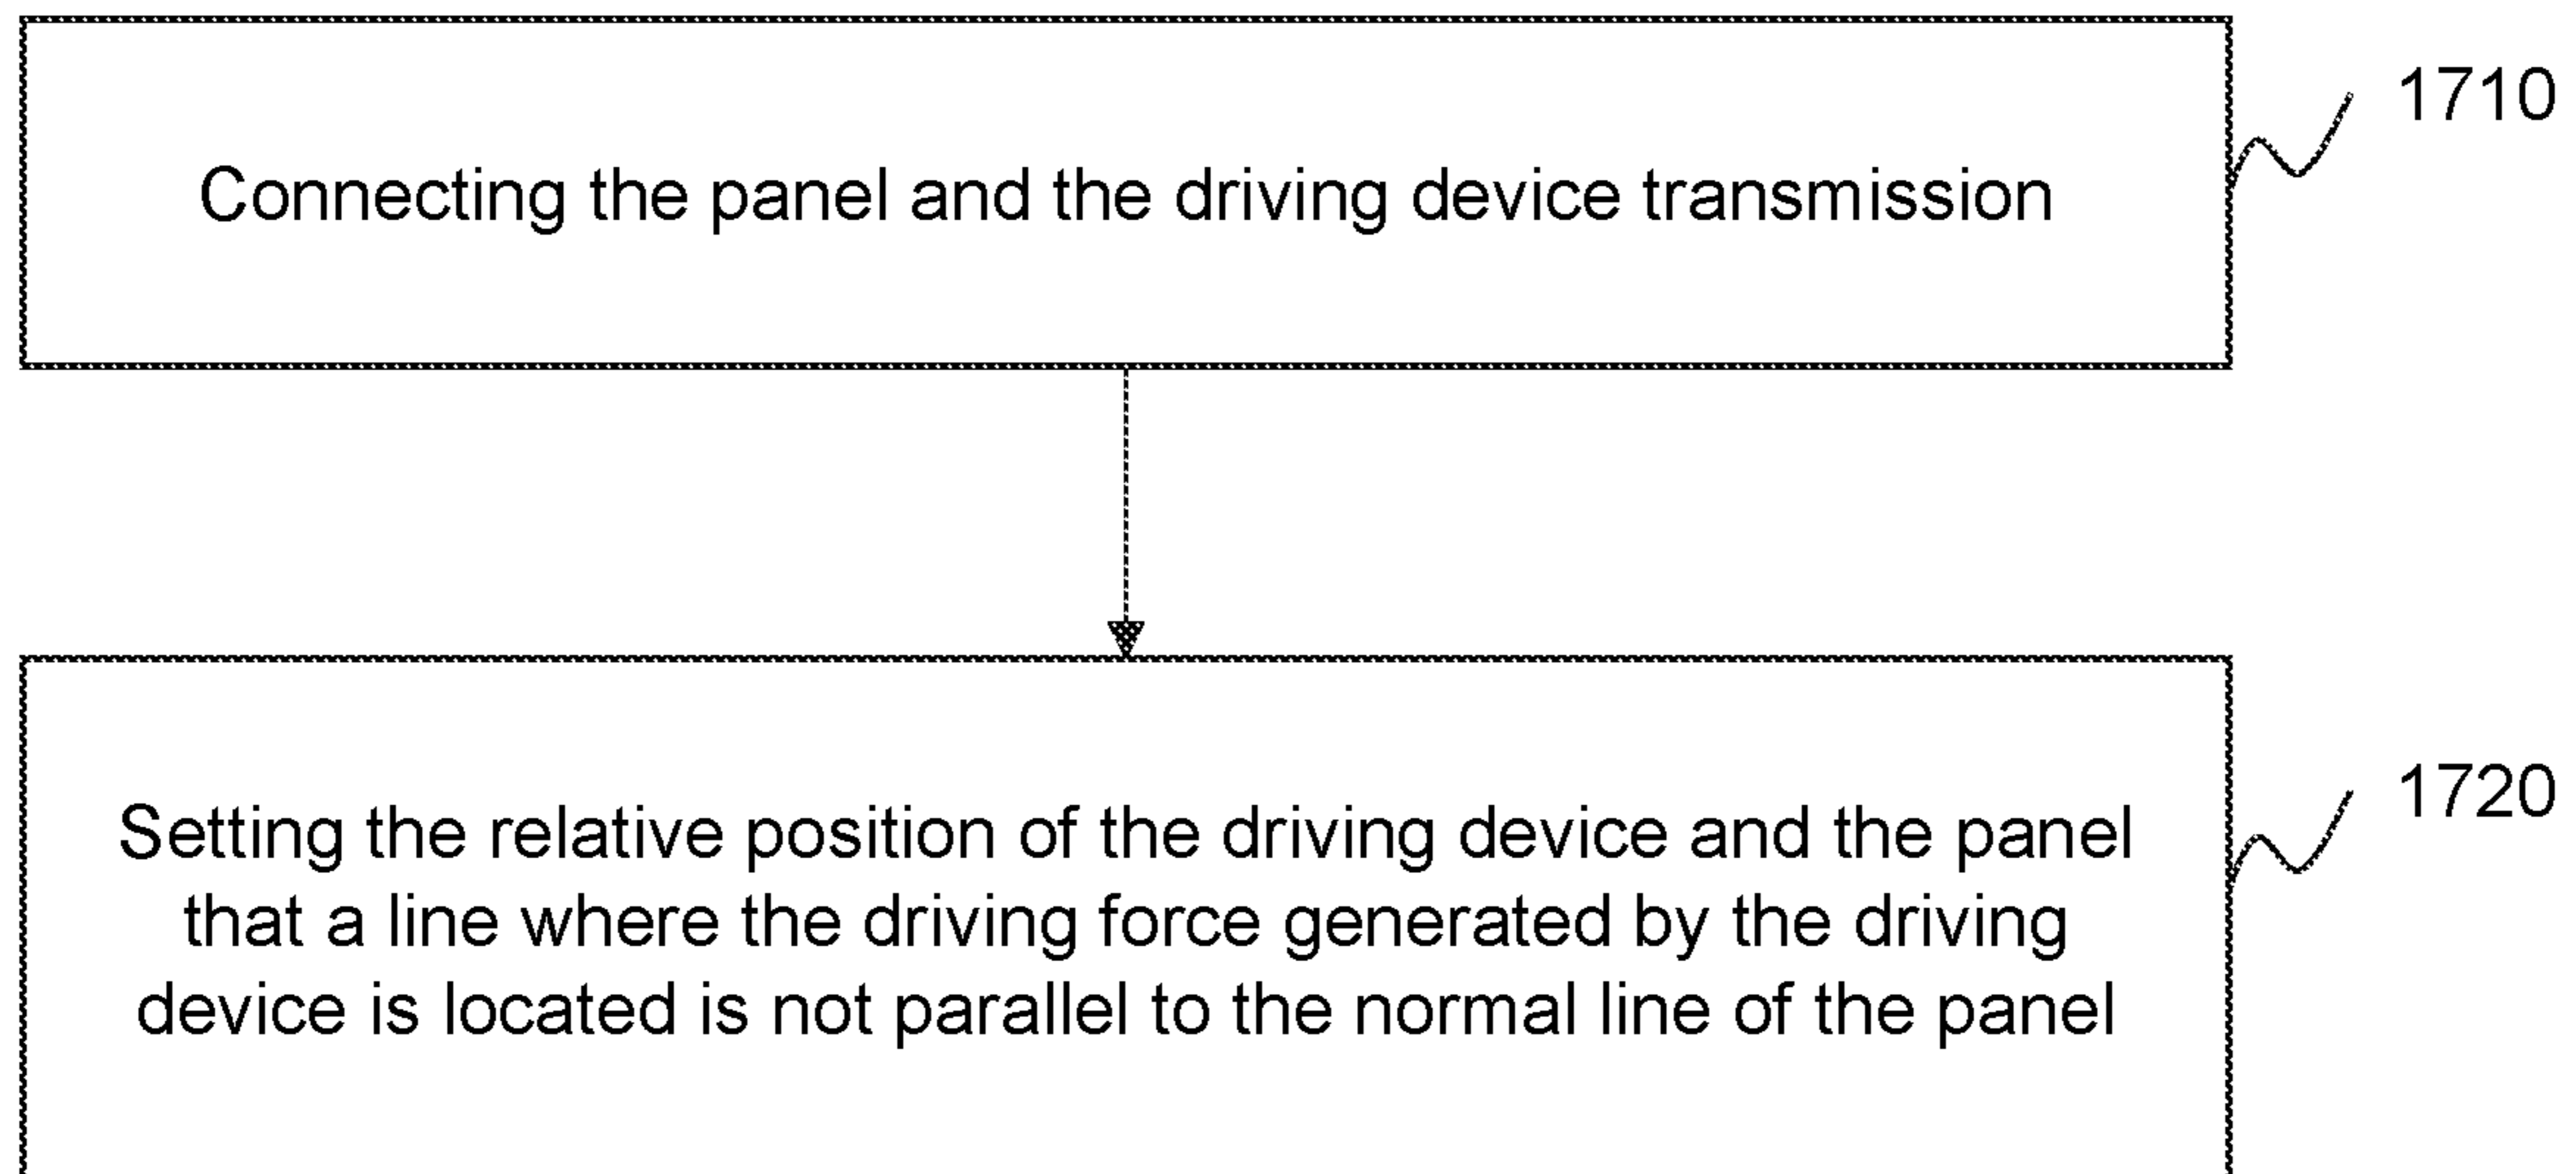 1710
Connecting the panel and the driving device transmission
1720
Setting the relative position of the driving device and the panel
that a line where the driving force generated by the driving
device is located is not parallel to the normal line of the panel